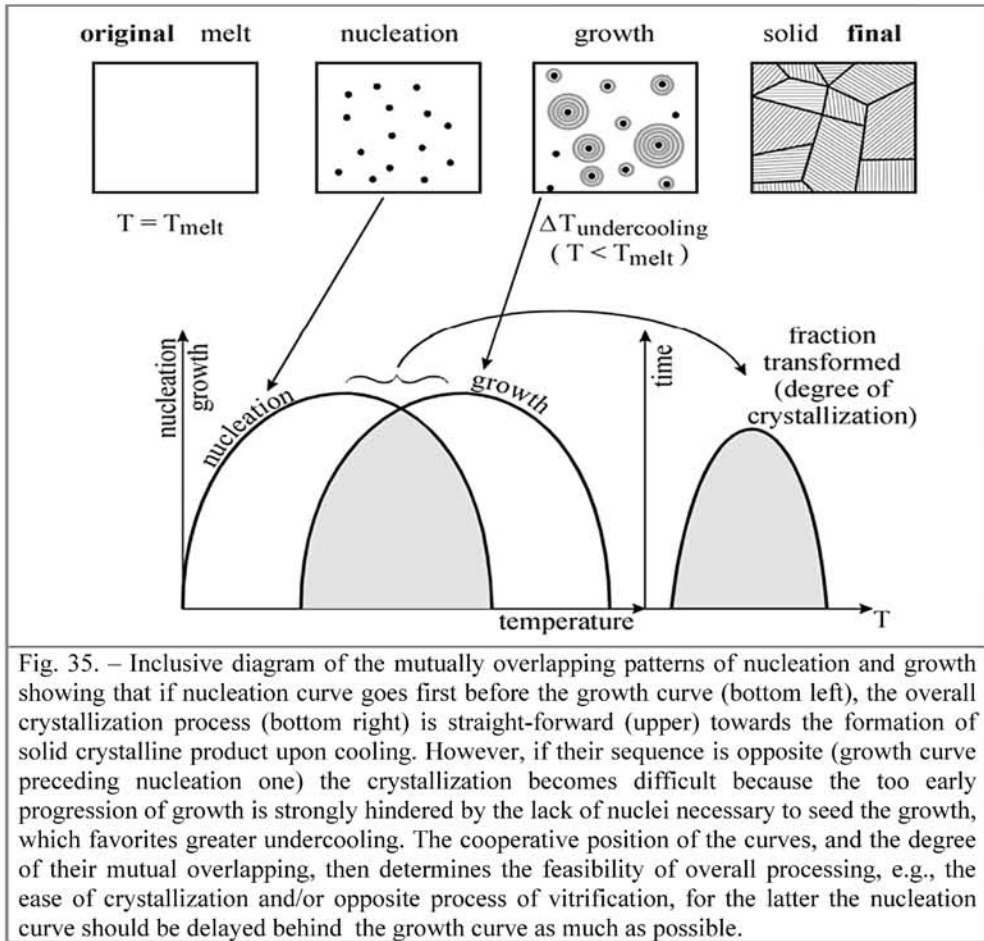 original melt nucleation growth solid final
T = Tmelt
ΔTundercooling
( T < Tmelt )
nucleation
growth
nucleation
growth
time
fraction
transformed
(degree of
crystallization)
temperature
T
Fig. 35. – Inclusive diagram of the mutually overlapping patterns of nucleation and growth
showing that if nucleation curve goes first before the growth curve (bottom left), the overall
crystallization process (bottom right) is straight-forward (upper) towards the formation of
solid crystalline product upon cooling. However, if their sequence is opposite (growth curve
preceding nucleation one) the crystallization becomes difficult because the too early
progression of growth is strongly hindered by the lack of nuclei necessary to seed the growth,
which favorites greater undercooling. The cooperative position of the curves, and the degree
of their mutual overlapping, then determines the feasibility of overall processing, e.g., the
ease of crystallization and/or opposite process of vitrification, for the latter the nucleation
curve should be delayed behind the growth curve as much as possible.